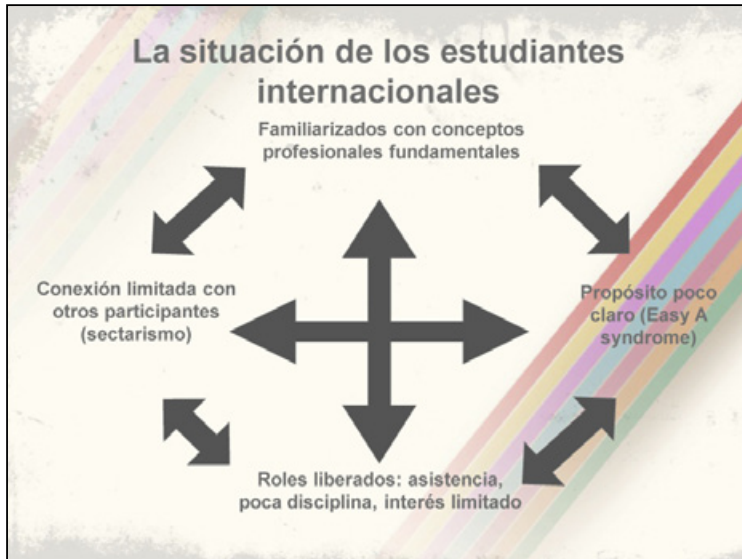 La situación de los estudiantes
internacionales
Familiarizados con conceptos
profesionales fundamentales
Conexión limitada con
otros participantes
(sectarismo)
Propósito poco
claro (Easy A
syndrome)
Roles liberados: asistencia,
poca disciplina, interés limitado